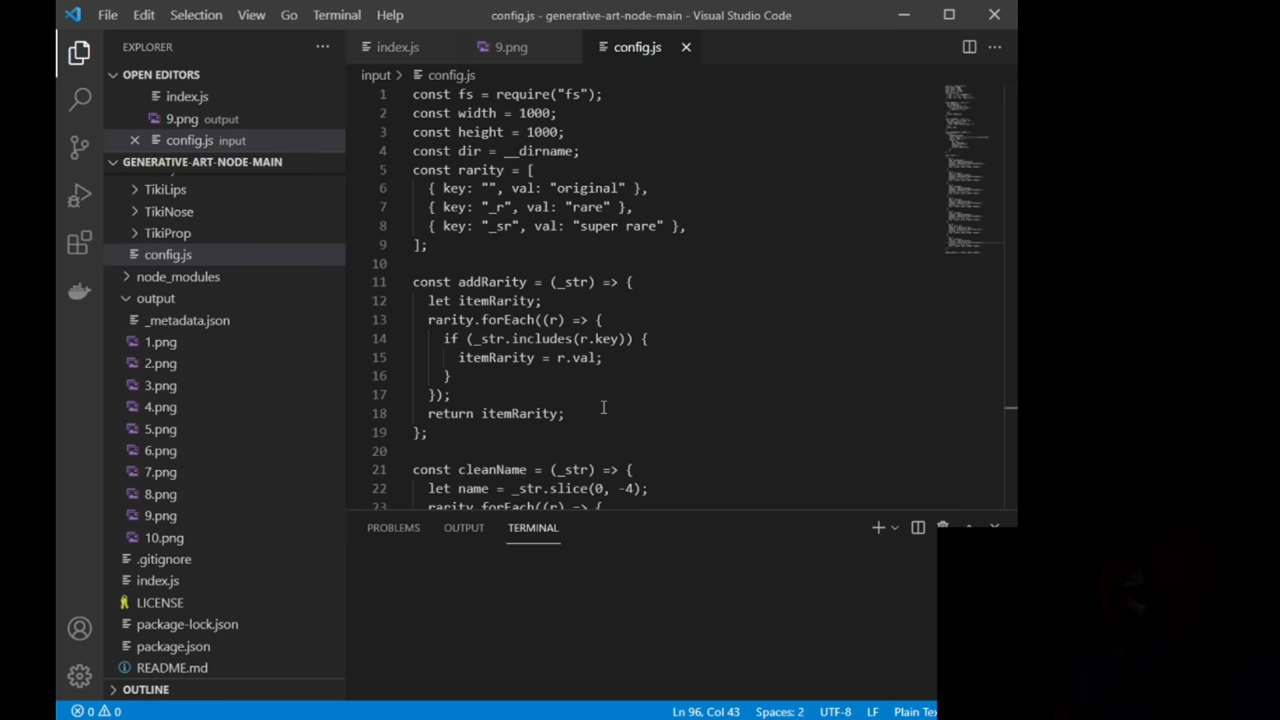 File Edit Selection View Go Terminal Help
config.js - generative-art-node-main - Visual Studio Code
EXPLORER
OPEN EDITORS
index.js
9.png output
config.js input
GENERATIVE-ART-NODE-MAIN
TikiLips
TikiNose
TikiProp
config.js
node_modules
output
_metadata.json
1.png
2.png
3.png
4.png
5.png
6.png
7.png
8.png
9.png
10.png
.gitignore
index.js
LICENSE
package-lock.json
package.json
README.md
OUTLINE
index.js 9.png config.js
input > config.js
1 const fs = require("fs");
2 const width = 1000;
3 const height = 1000;
4 const dir = __dirname;
5 const rarity = [
6 { key: "", val: "original" },
7 { key: "_r", val: "rare" },
8 { key: "_sr", val: "super rare" },
9 ];
10
11 const addRarity = (_str) => {
12 let itemRarity;
13 rarity.forEach((r) => {
14 if (_str.includes(r.key)) {
15 itemRarity = r.val;
16 }
17 });
18 return itemRarity;
19 };
20
21 const cleanName = (_str) => {
22 let name = _str.slice(0, -4);
23 rarity.forEach((r) => {
PROBLEMS OUTPUT TERMINAL
0 0
Ln 96, Col 43 Spaces: 2 UTF-8 LF Plain Te